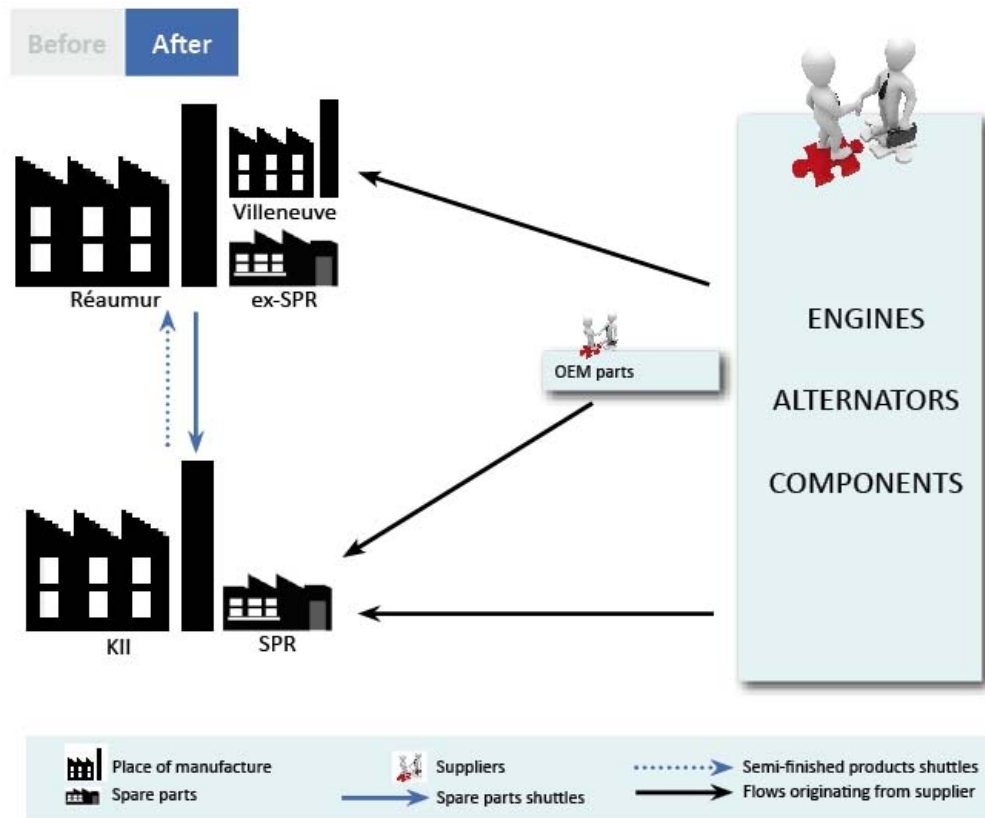 Before After
Villeneuve
Réaumur ex-SPR
OEM parts
ENGINES
ALTERNATORS
COMPONENTS
KII SPR
Place of manufacture Suppliers Semi-finished products shuttles
Spare parts Spare parts shuttles Flows originating from supplier